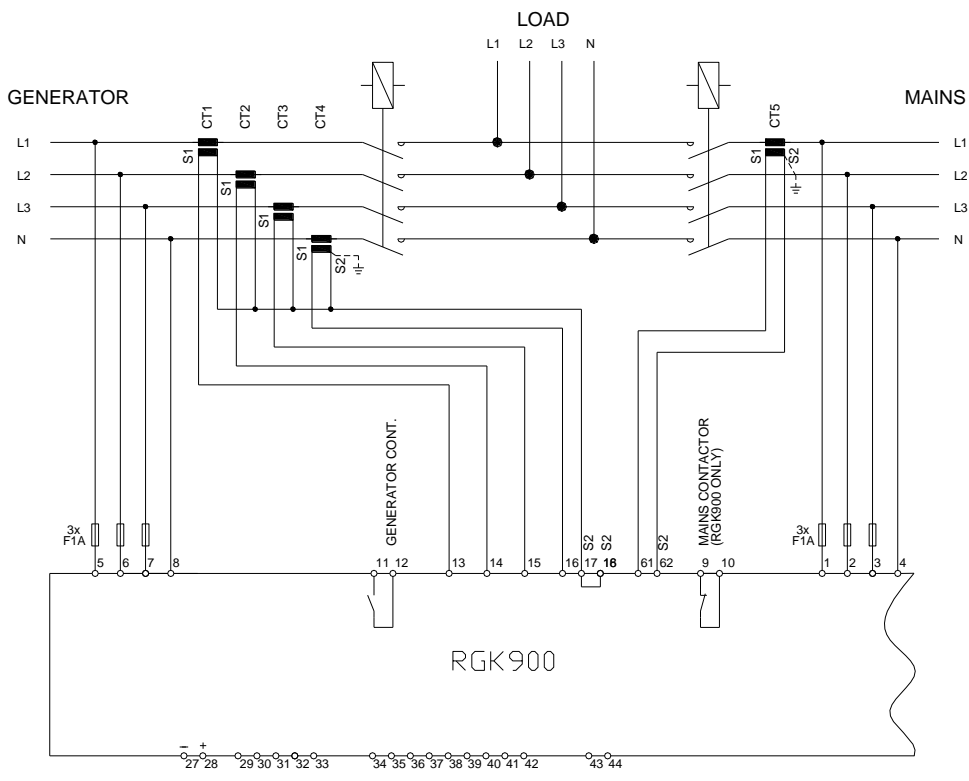 LOAD
L1 L2 L3 N
GENERATOR
MAINS
CT1
CT2
CT3
CT4
CT5
L1
L2
L3
N
S1
S1
S1
S1
S2
S1
S2
L1
L2
L3
N
GENERATOR CONT.
MAINS CONTACTOR
(RGK900 ONLY)
3x
F1A
3x
F1A
S2
S2
S2
5 6 7 8 11 12 13 14 15 16 17 18 61 62 9 10 1 2 3 4
RGK900
– +
27 28 29 30 31 32 33 34 35 36 37 38 39 40 41 42 43 44